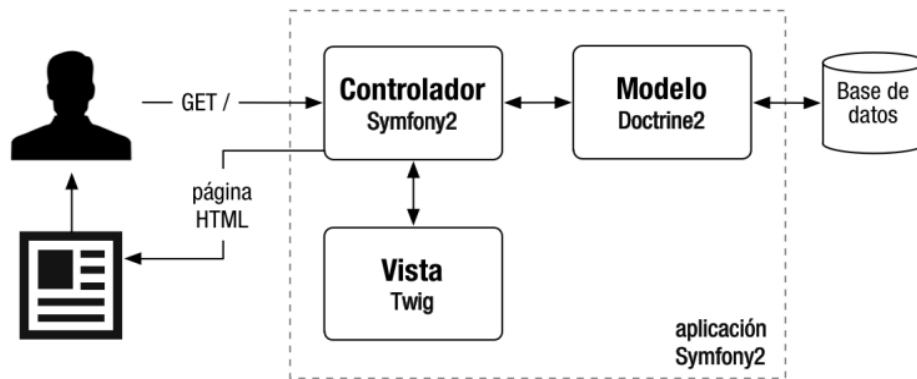 GET /
Controlador
Symfony2
Modelo
Doctrine2
Base de
datos
página
HTML
Vista
Twig
aplicación
Symfony2